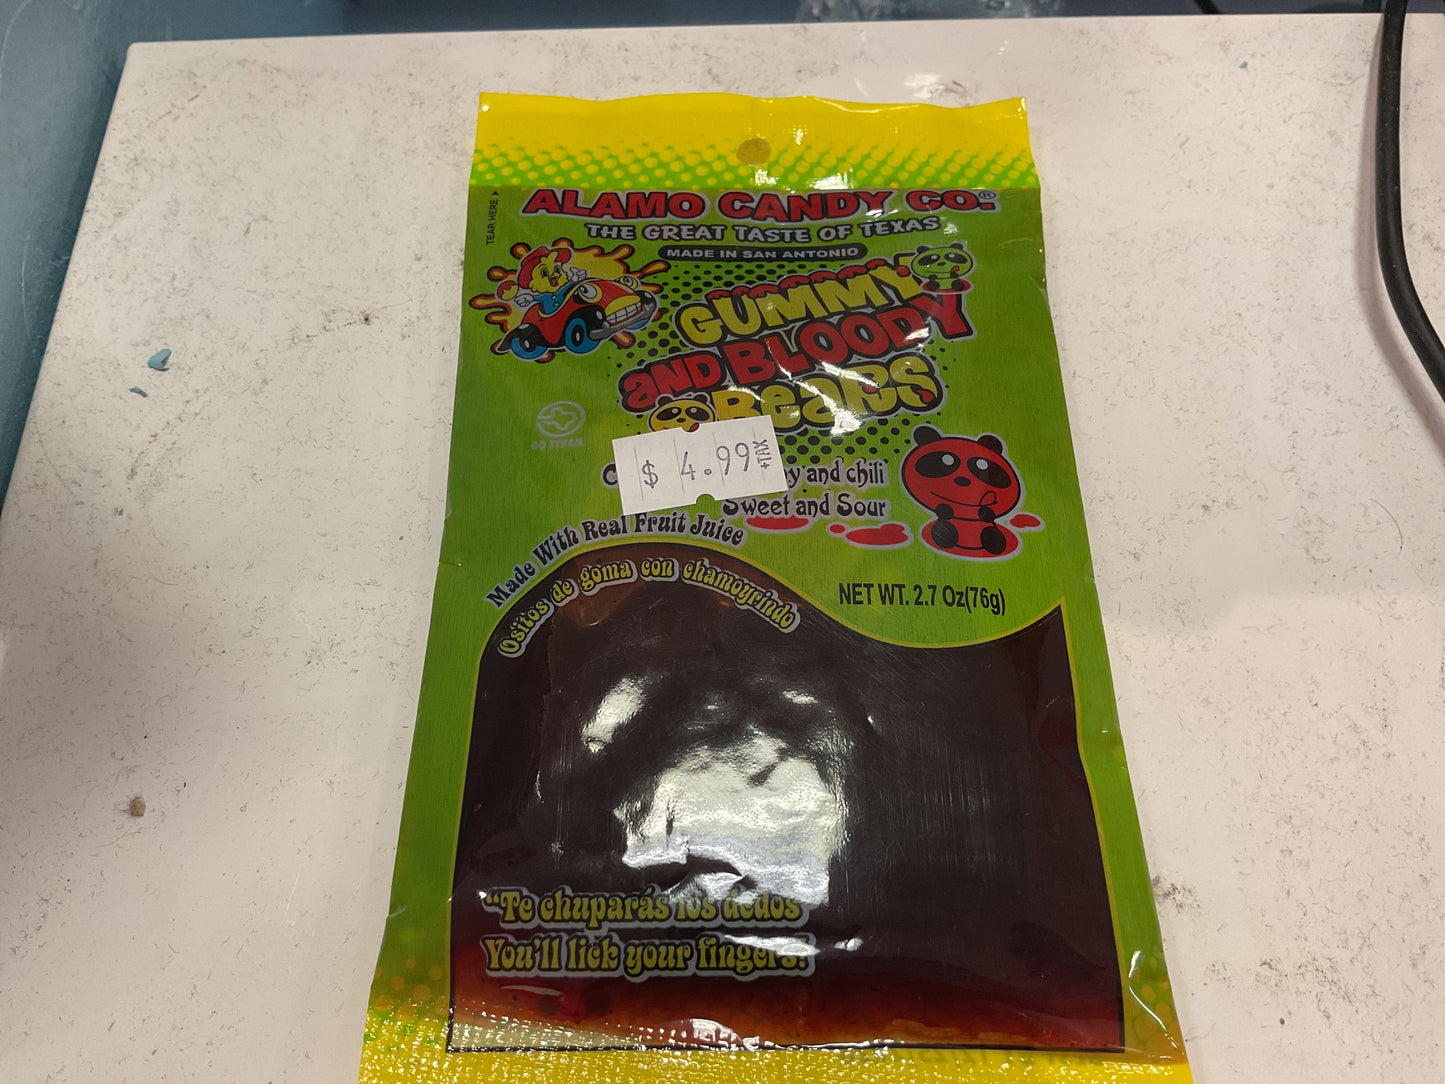 TEAR HERE
ALAMO CANDY CO.®
THE GREAT TASTE OF TEXAS
MADE IN SAN ANTONIO
GUMMY
AND BLOODY
BEARS
GO TEXAN.
$ 4.99 +TAX
and chili
Sweet and Sour
Made With Real Fruit Juice
Ositos de goma con chamoyrindo
NET WT. 2.7 Oz(76g)
"Te chuparás los dedos
You'll lick your fingers!